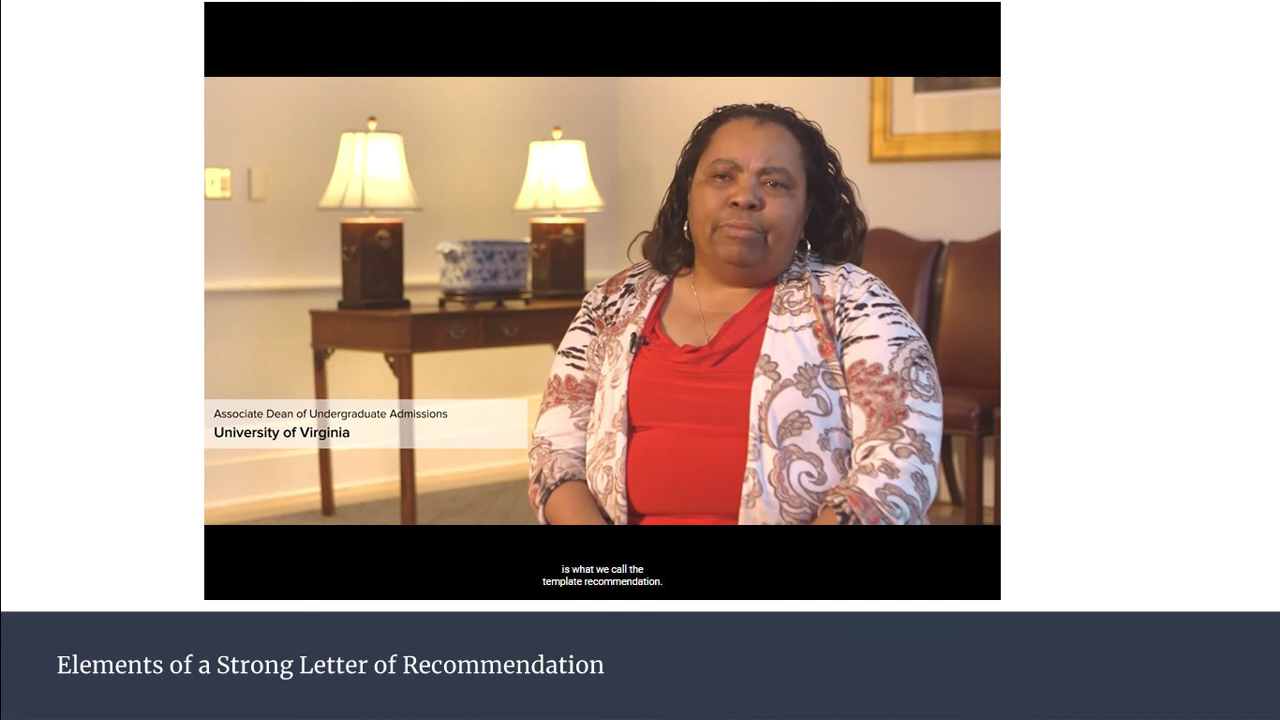 Associate Dean of Undergraduate Admissions
University of Virginia
is what we call the
template recommendation.
Elements of a Strong Letter of Recommendation